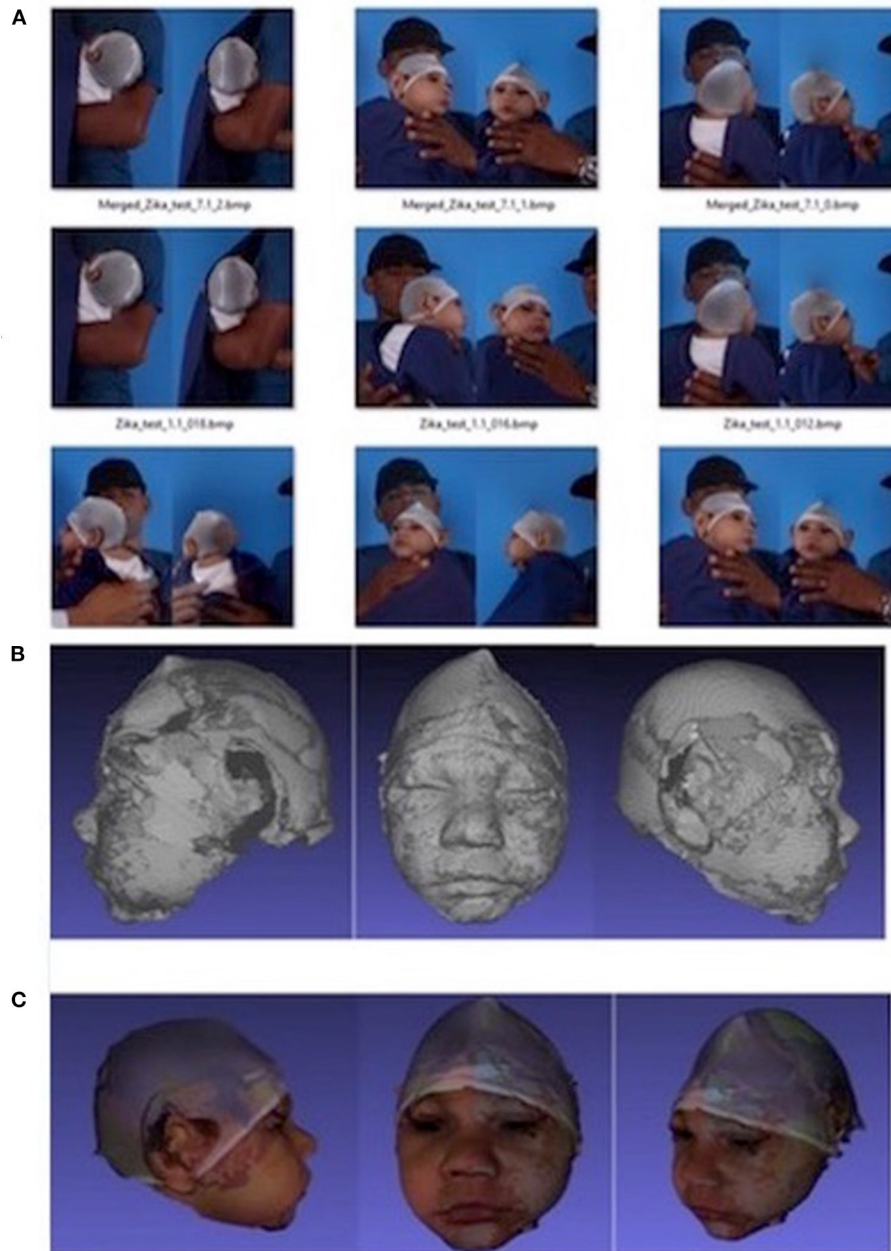 A
Merged_Zika_test_7.1_2.bmp
Merged_Zika_test_7.1_1.bmp
Merged_Zika_test_7.1_0.bmp
Zika_test_1.1_018.bmp
Zika_test_1.1_016.bmp
Zika_test_1.1_012.bmp
B
C